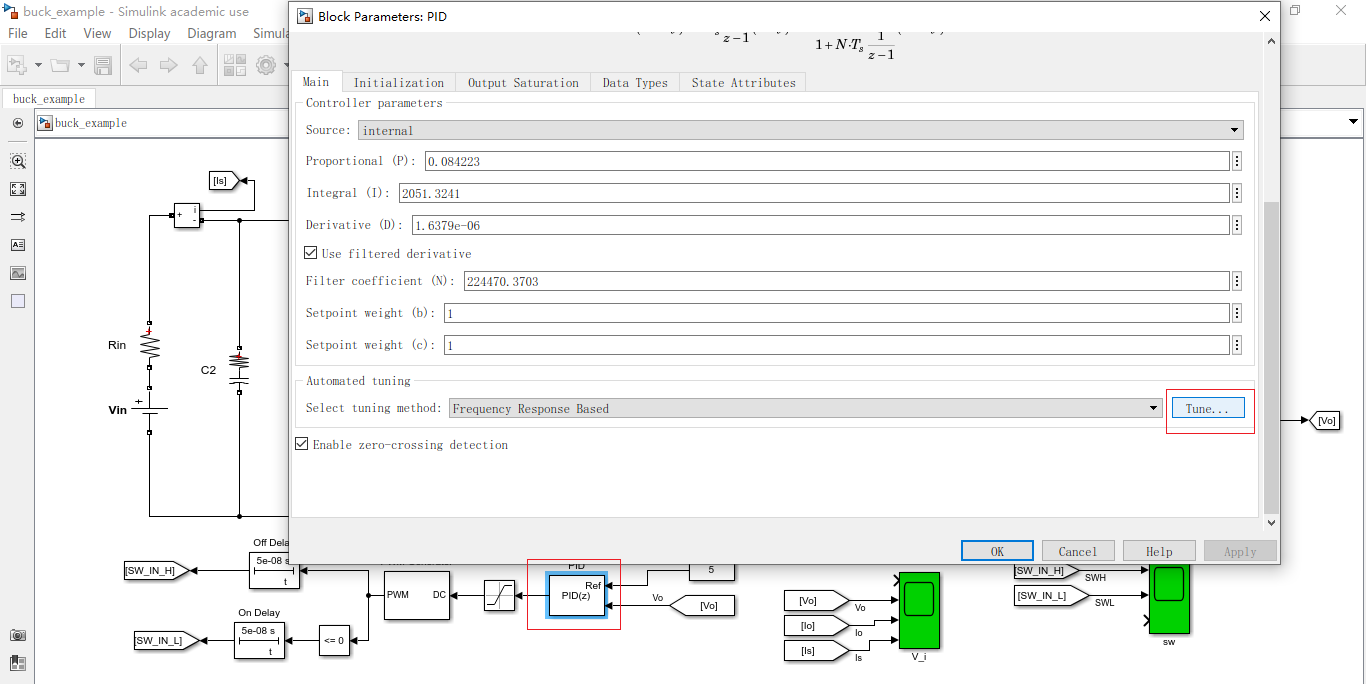 buck_example - Simulink academic use
Block Parameters: PID
File Edit View Display Diagram Simula
z−1
1+N·Ts 1
z−1
Main Initialization Output Saturation Data Types State Attributes
buck_example
buck_example
Controller parameters
Source: internal
Proportional (P): 0.084223
Integral (I): 2051.3241
Derivative (D): 1.6379e-06
Use filtered derivative
Filter coefficient (N): 224470.3703
Setpoint weight (b): 1
Setpoint weight (c): 1
Automated tuning
Select tuning method: Frequency Response Based Tune...
Enable zero-crossing detection
OK Cancel Help Apply
[Is]
+ i
-
Rin
+
C2
Vin
+
[Vo]
Off Dela
5e-08 s
t
[SW_IN_H]
On Delay
5e-08 s
t
[SW_IN_L]
<= 0
PWM DC
PID
Ref
PID(z)
5
Vo
[Vo]
[Vo] Vo
[Io] Io
[Is] Is
V_i
[SW_IN_H] SWH
[SW_IN_L] SWL
sw